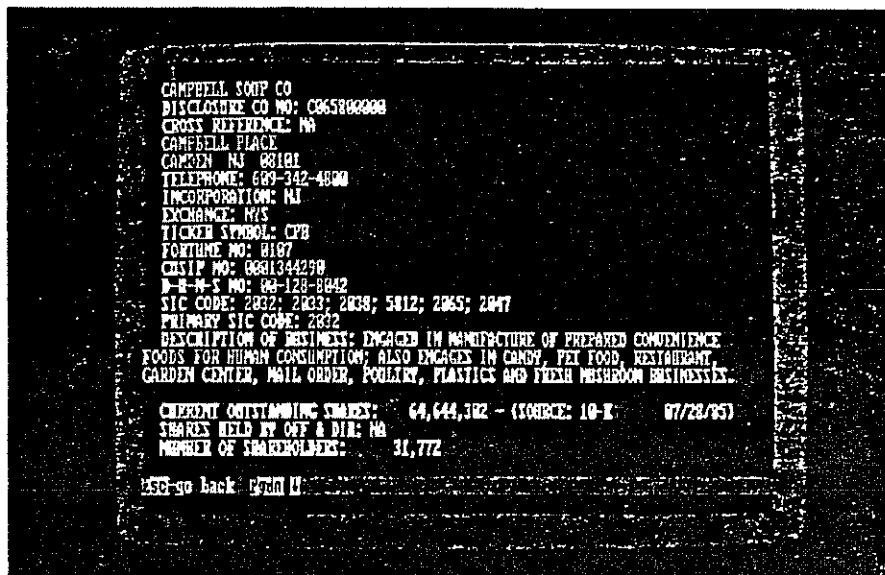 CAMPBELL SOUP CO
DISCLOSURE CO NO: C065800000
CROSS REFERENCE: NA
CAMPBELL PLACE
CAMDEN NJ 08101
TELEPHONE: 609-342-4800
INCORPORATION: NJ
EXCHANGE: NYS
TICKER SYMBOL: CPB
FORTUNE NO: 0107
CUSIP NO: 0001344290
D-U-N-S NO: 00-128-8042
SIC CODE: 2032; 2033; 2038; 5812; 2065; 2047
PRIMARY SIC CODE: 2032
DESCRIPTION OF BUSINESS: ENGAGED IN MANUFACTURE OF PREPARED CONVENIENCE
FOODS FOR HUMAN CONSUMPTION; ALSO ENGAGES IN CANDY, PET FOOD, RESTAURANT,
GARDEN CENTER, MAIL ORDER, POULTRY, PLASTICS AND FRESH MUSHROOM BUSINESSES.
CURRENT OUTSTANDING SHARES: 64,644,302 - (SOURCE: 10-K 07/28/85)
SHARES HELD BY OFF & DIR: NA
NUMBER OF SHAREHOLDERS: 31,772
Esc-go back PgDn